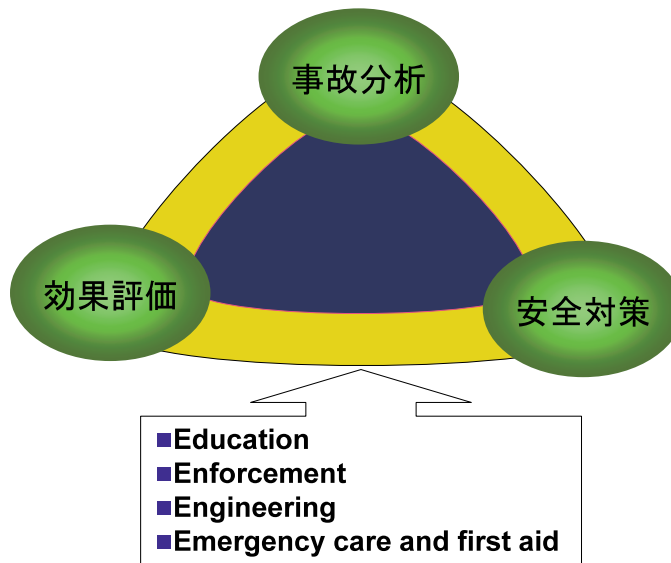 事故分析
効果評価
安全対策
Education
Enforcement
Engineering
Emergency care and first aid